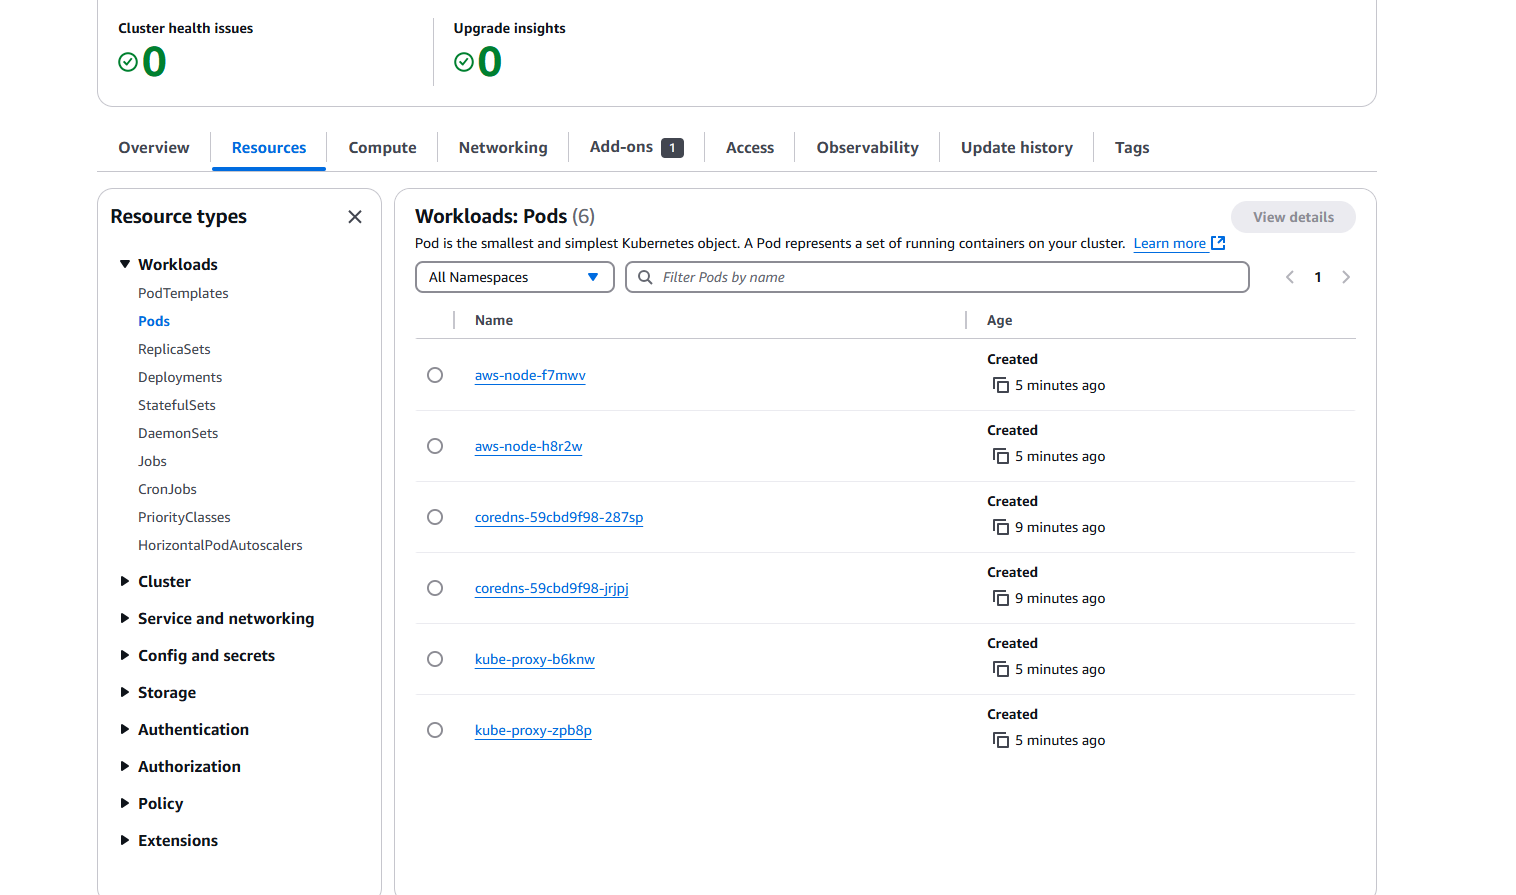 Cluster health issues
0
Upgrade insights
0
Overview
Resources
Compute
Networking
Add-ons 1
Access
Observability
Update history
Tags
Resource types
Workloads
PodTemplates
Pods
ReplicaSets
Deployments
StatefulSets
DaemonSets
Jobs
CronJobs
PriorityClasses
HorizontalPodAutoscalers
Cluster
Service and networking
Config and secrets
Storage
Authentication
Authorization
Policy
Extensions
Workloads: Pods (6)
View details
Pod is the smallest and simplest Kubernetes object. A Pod represents a set of running containers on your cluster. Learn more
All Namespaces
Filter Pods by name
1
Name
Age
aws-node-f7mwv
Created
5 minutes ago
aws-node-h8r2w
Created
5 minutes ago
coredns-59cbd9f98-287sp
Created
9 minutes ago
coredns-59cbd9f98-jrjpj
Created
9 minutes ago
kube-proxy-b6knw
Created
5 minutes ago
kube-proxy-zpb8p
Created
5 minutes ago